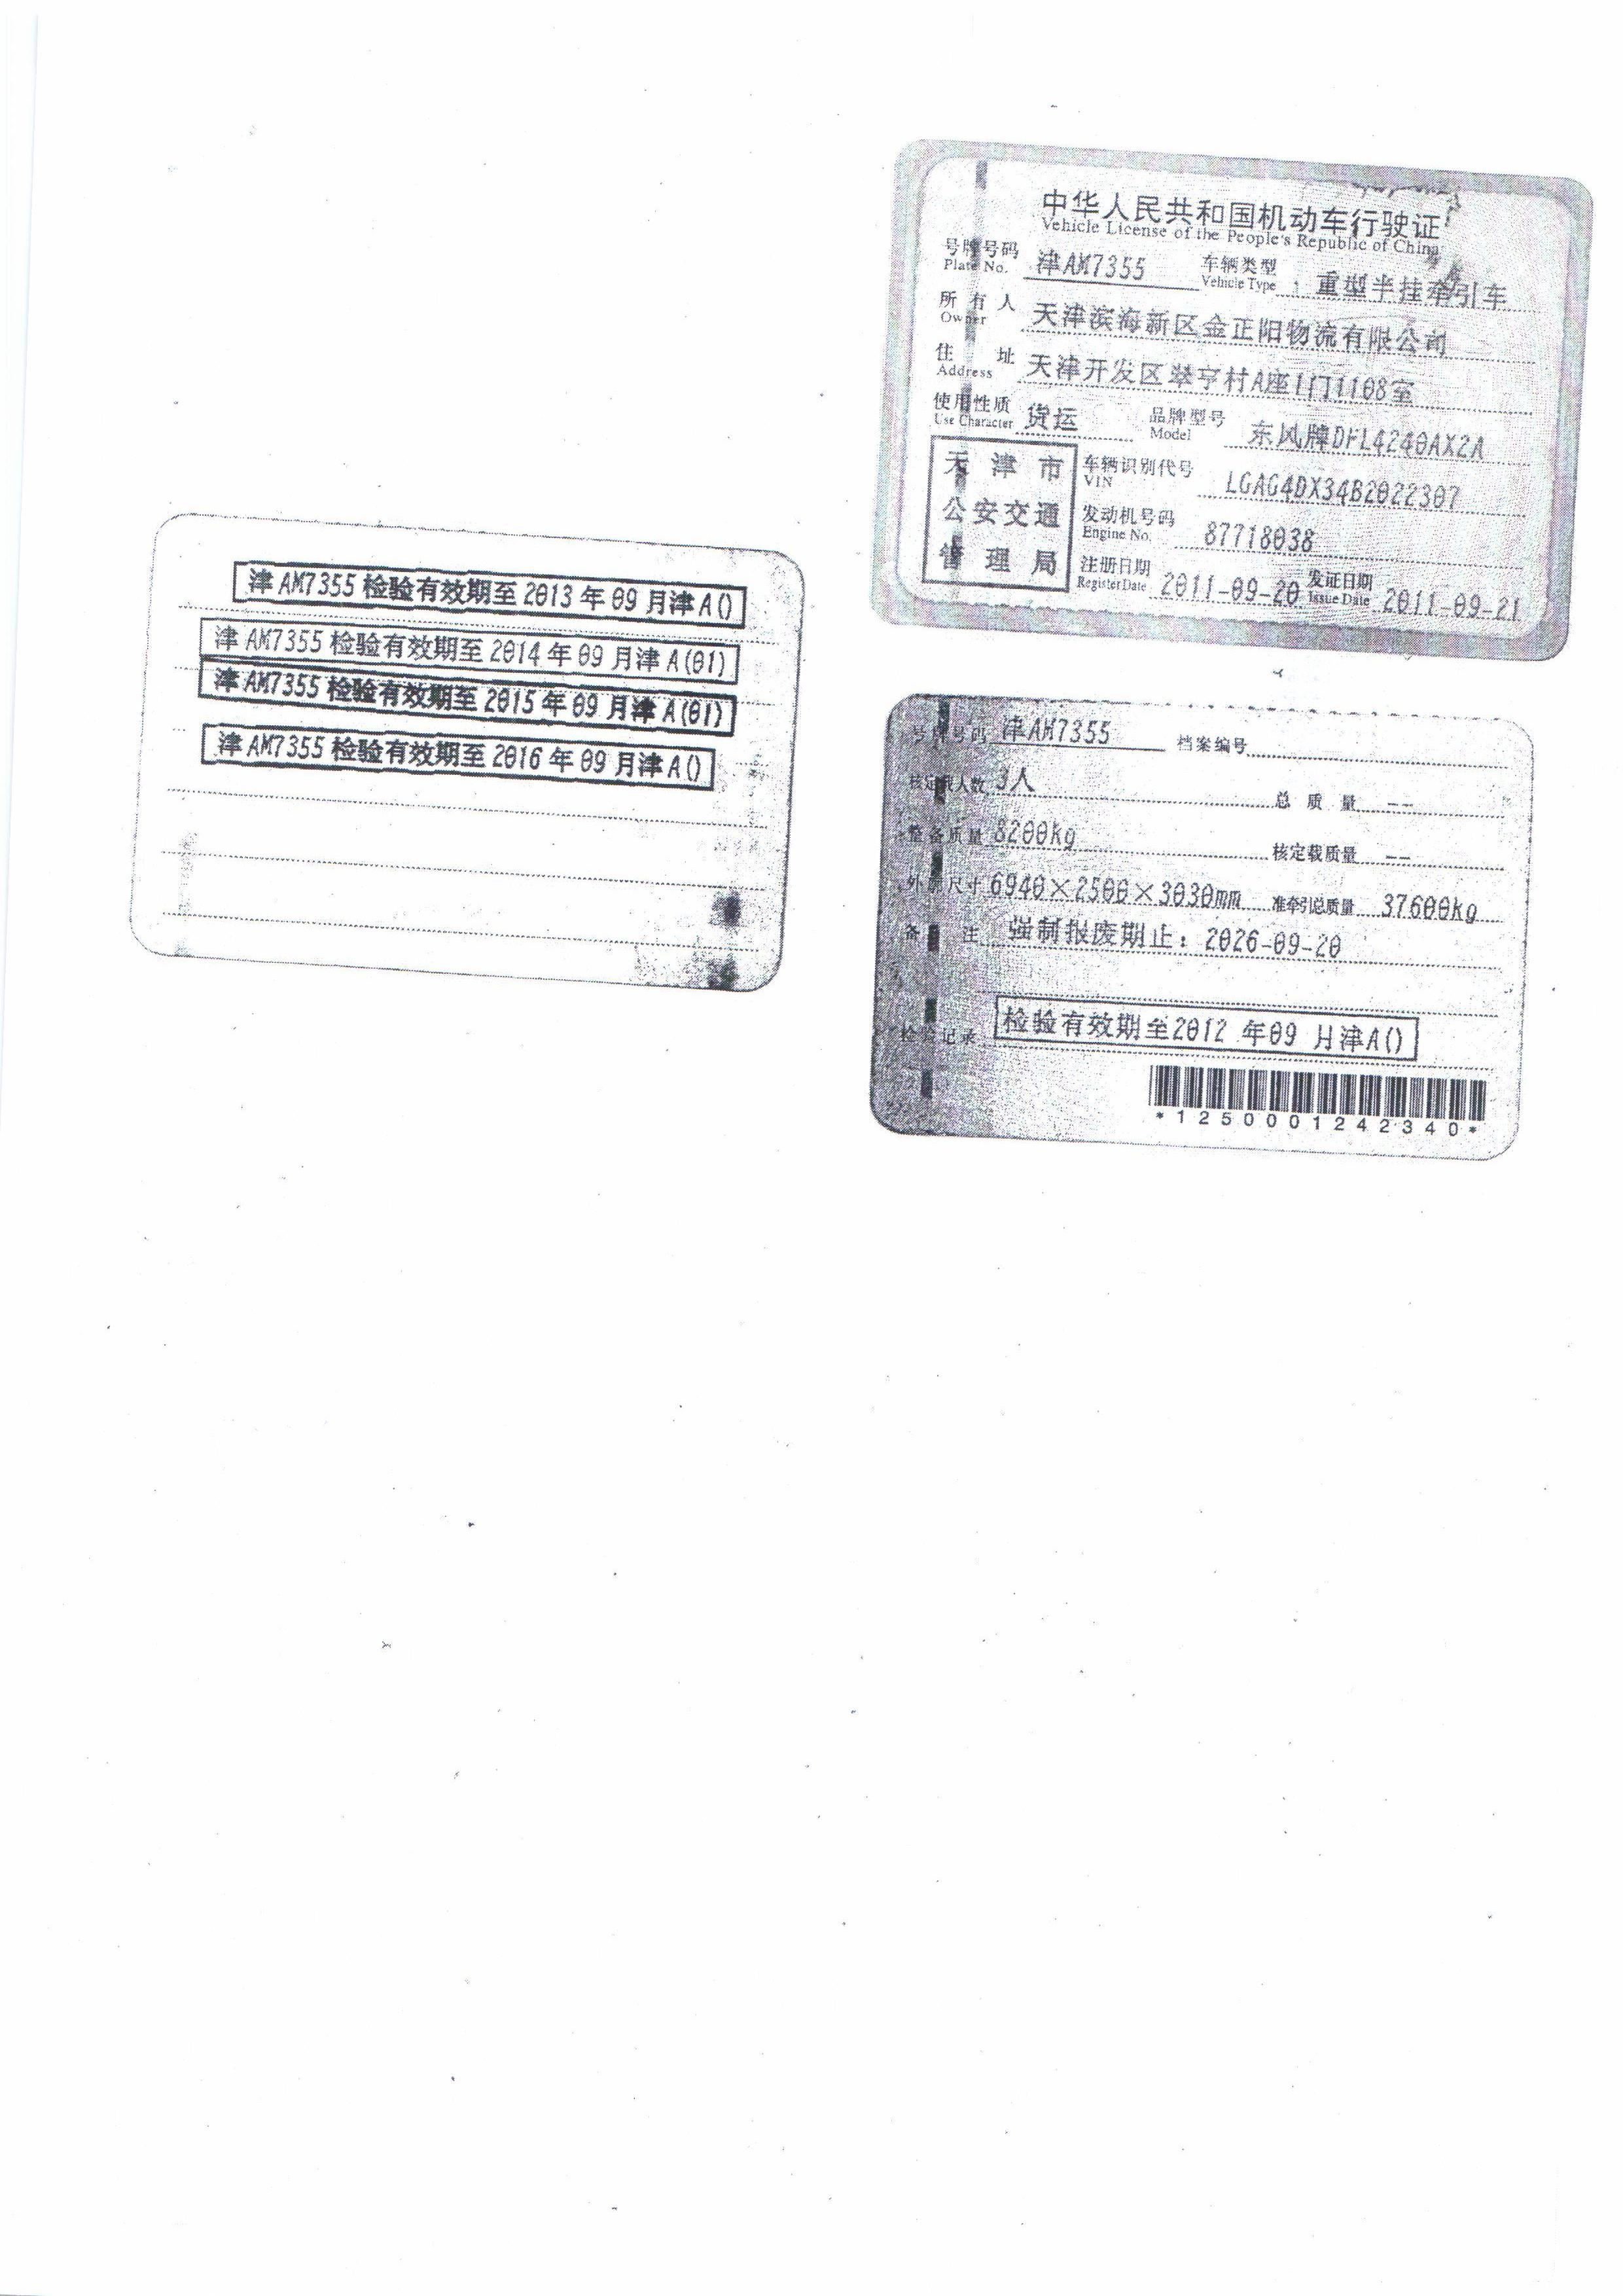 中华人民共和国机动车行驶证
Vehicle License of the People's Republic of China
号牌号码 津AM7355 车辆类型 重型半挂牵引车
Plate No. Vehicle Type
所有人 天津滨海新区金正阳物流有限公司
Owner
住址 天津开发区翠亨村A座1门1108室
Address
使用性质 货运 品牌型号 东风牌DFL4240AX2A
Use Character Model
天津市
公安交通
管理局
车辆识别代号 LGAG4DX34B2022307
VIN
发动机号码 87718038
Engine No.
注册日期 2011-09-20 发证日期 2011-09-21
Register Date Issue Date
津AM7355检验有效期至2013年09月津A()
津AM7355检验有效期至2014年09月津A(01)
津AM7355检验有效期至2015年09月津A(01)
津AM7355检验有效期至2016年09月津A()
号牌号码 津AM7355 档案编号
核定载人数 3人 总质量 --
整备质量 8200kg 核定载质量 --
外廓尺寸 6940×2500×3030mm 准牵引总质量 37600kg
备注 强制报废期止：2026-09-20
检验记录 检验有效期至2012年09月津A()
*1250001242340*